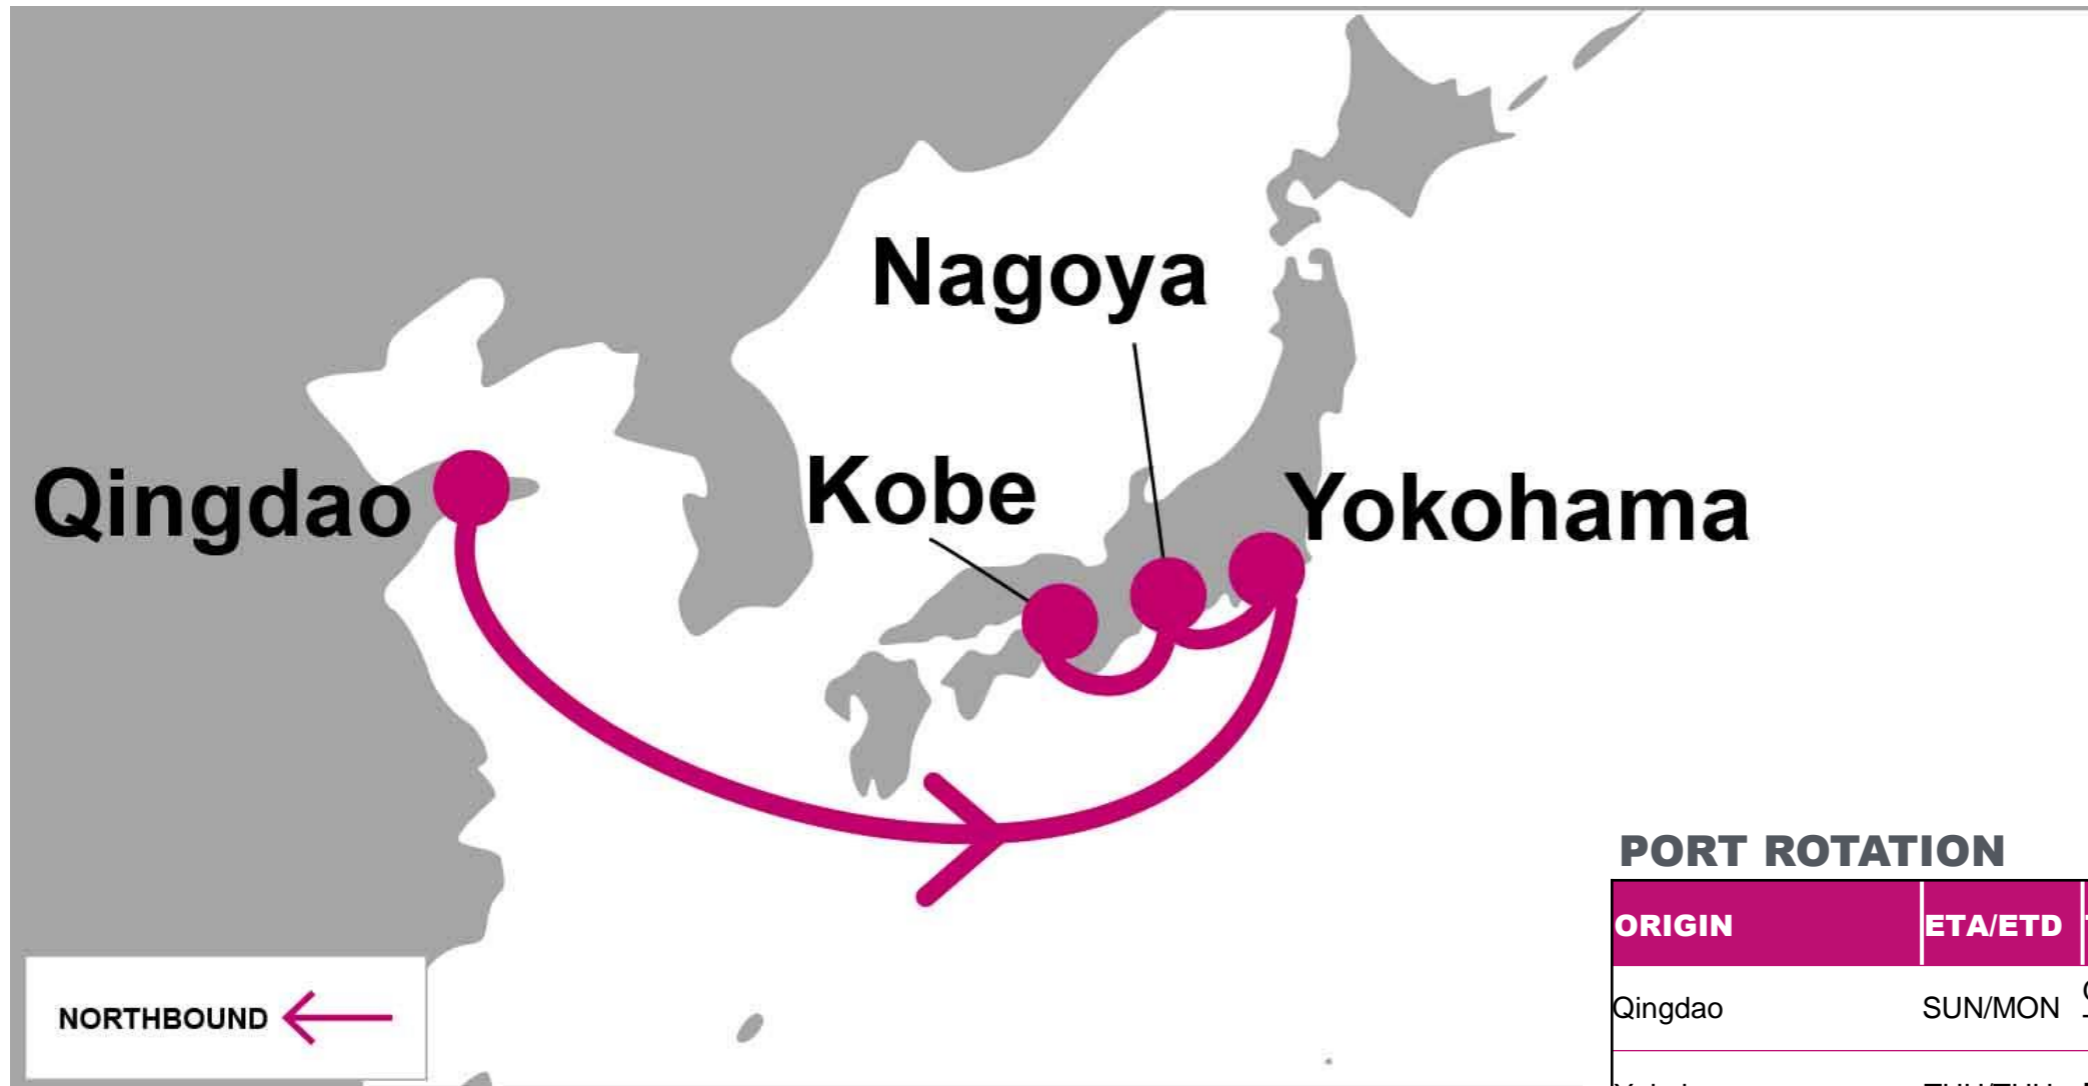 Nagoya
Kobe
Qingdao
Yokohama
PORT ROTATION
ORIGIN ETA/ETD
Qingdao SUN/MON
NORTHBOUND